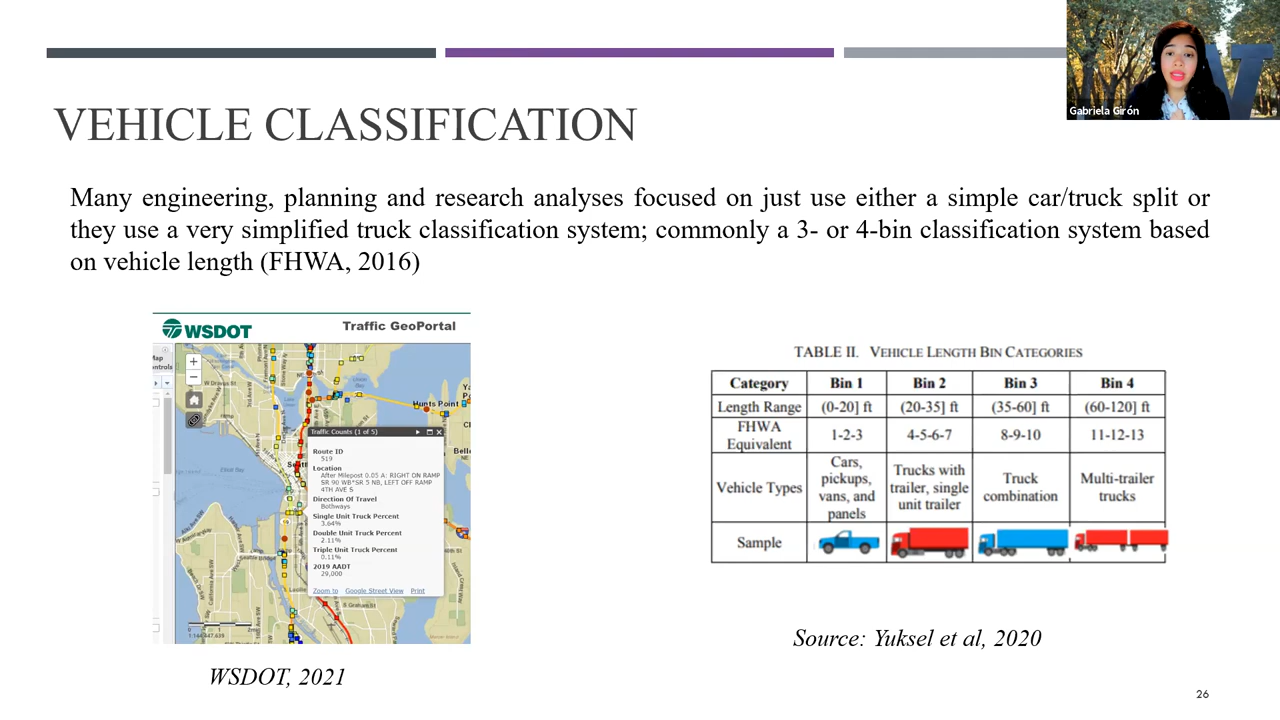 Gabriela Girón
VEHICLE CLASSIFICATION
Many engineering, planning and research analyses focused on just use either a simple car/truck split or
they use a very simplified truck classification system; commonly a 3- or 4-bin classification system based
on vehicle length (FHWA, 2016)
WSDOT
Traffic GeoPortal
Hunts Point
Traffic Counts (1 of 5)
Route ID
519
Location
After Milepost 0.05 A: RIGHT ON RAMP
SR 90 WB*SR 5 NB, LEFT OFF RAMP
4TH AVE S
Direction Of Travel
Bothways
Single Unit Truck Percent
3.64%
Double Unit Truck Percent
2.11%
Triple Unit Truck Percent
0.11%
2019 AADT
29,000
Zoom to Google Street View Print
S Graham St
WSDOT, 2021
TABLE II. VEHICLE LENGTH BIN CATEGORIES
Category Bin 1 Bin 2 Bin 3 Bin 4
Length Range (0-20] ft (20-35] ft (35-60] ft (60-120] ft
FHWA Equivalent 1-2-3 4-5-6-7 8-9-10 11-12-13
Vehicle Types Cars, pickups, vans, and panels Trucks with trailer, single unit trailer Truck combination Multi-trailer trucks
Sample
Source: Yuksel et al, 2020
26